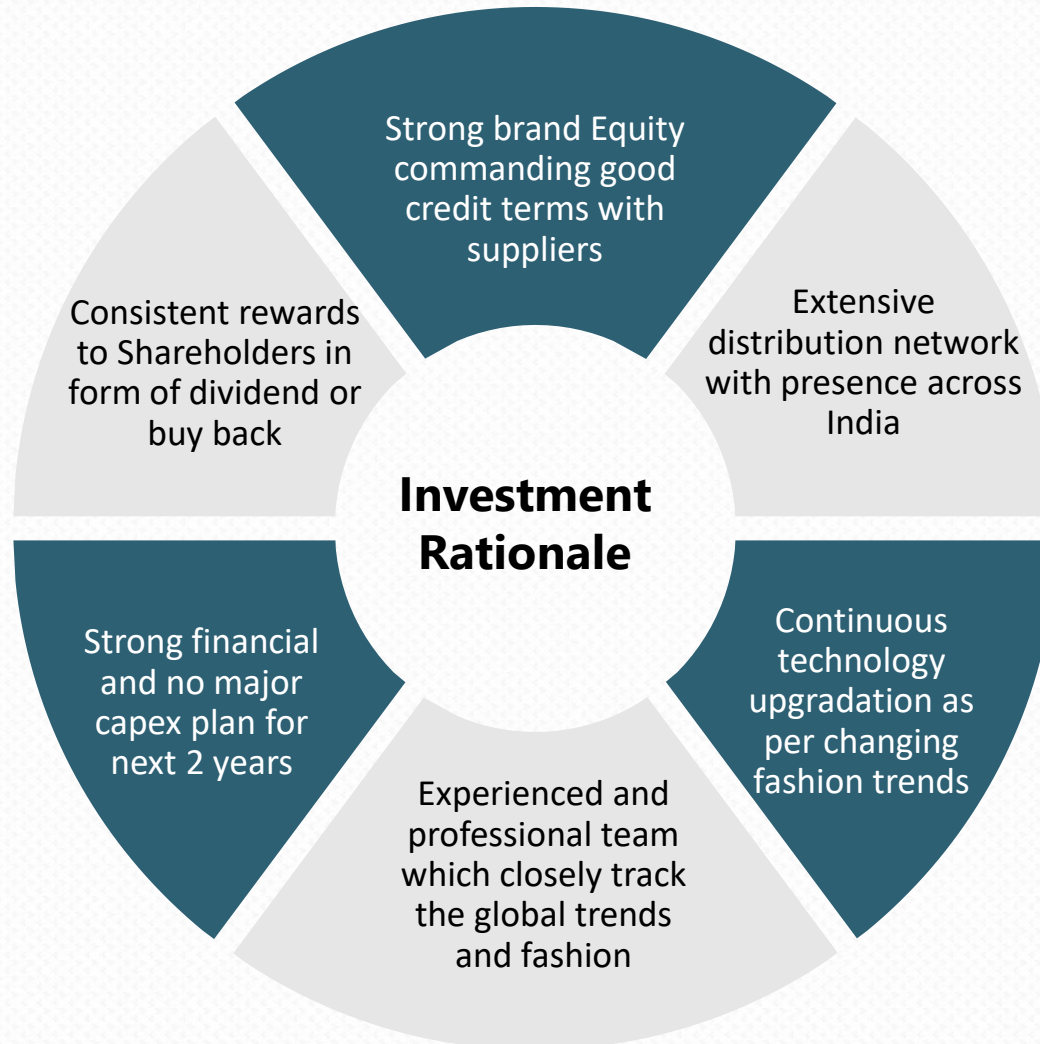 Strong brand Equity
commanding good
credit terms with
suppliers
Extensive
distribution network
with presence across
India
Continuous
technology
upgradation as
per changing
fashion trends
Experienced and
professional team
which closely track
the global trends
and fashion
Strong financial
and no major
capex plan for
next 2 years
Consistent rewards
to Shareholders in
form of dividend or
buy back
Investment
Rationale